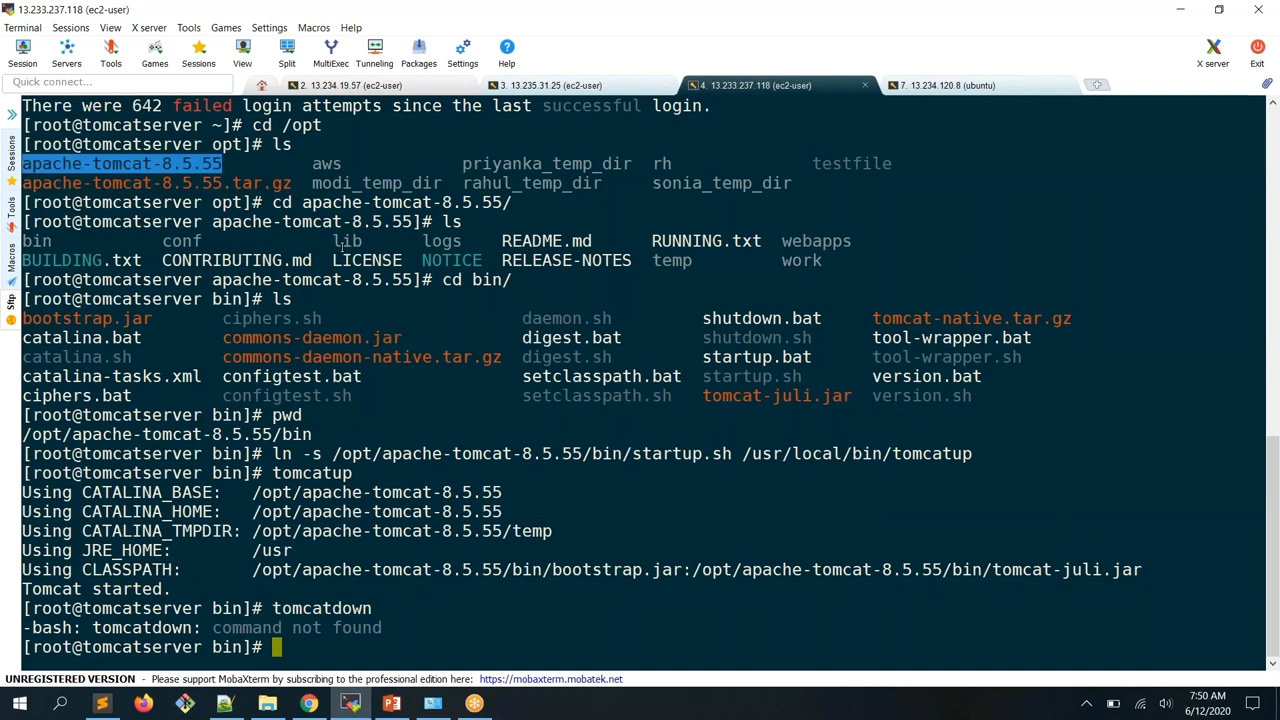 13.233.237.118 (ec2-user)
Terminal Sessions View X server Tools Games Settings Macros Help
Session Servers Tools Games Sessions View Split MultiExec Tunneling Packages Settings Help X server Exit
Quick connect... 2. 13.234.19.57 (ec2-user) 3. 13.235.31.25 (ec2-user) 4. 13.233.237.118 (ec2-user) 7. 13.234.120.8 (ubuntu)
Sessions
Tools
Macros
Sftp
There were 642 failed login attempts since the last successful login.
[root@tomcatserver ~]# cd /opt
[root@tomcatserver opt]# ls
apache-tomcat-8.5.55 aws priyanka_temp_dir rh testfile
apache-tomcat-8.5.55.tar.gz modi_temp_dir rahul_temp_dir sonia_temp_dir
[root@tomcatserver opt]# cd apache-tomcat-8.5.55/
[root@tomcatserver apache-tomcat-8.5.55]# ls
bin conf lib logs README.md RUNNING.txt webapps
BUILDING.txt CONTRIBUTING.md LICENSE NOTICE RELEASE-NOTES temp work
[root@tomcatserver apache-tomcat-8.5.55]# cd bin/
[root@tomcatserver bin]# ls
bootstrap.jar ciphers.sh daemon.sh shutdown.bat tomcat-native.tar.gz
catalina.bat commons-daemon.jar digest.bat shutdown.sh tool-wrapper.bat
catalina.sh commons-daemon-native.tar.gz digest.sh startup.bat tool-wrapper.sh
catalina-tasks.xml configtest.bat setclasspath.bat startup.sh version.bat
ciphers.bat configtest.sh setclasspath.sh tomcat-juli.jar version.sh
[root@tomcatserver bin]# pwd
/opt/apache-tomcat-8.5.55/bin
[root@tomcatserver bin]# ln -s /opt/apache-tomcat-8.5.55/bin/startup.sh /usr/local/bin/tomcatup
[root@tomcatserver bin]# tomcatup
Using CATALINA_BASE: /opt/apache-tomcat-8.5.55
Using CATALINA_HOME: /opt/apache-tomcat-8.5.55
Using CATALINA_TMPDIR: /opt/apache-tomcat-8.5.55/temp
Using JRE_HOME: /usr
Using CLASSPATH: /opt/apache-tomcat-8.5.55/bin/bootstrap.jar:/opt/apache-tomcat-8.5.55/bin/tomcat-juli.jar
Tomcat started.
[root@tomcatserver bin]# tomcatdown
-bash: tomcatdown: command not found
[root@tomcatserver bin]#
UNREGISTERED VERSION - Please support MobaXterm by subscribing to the professional edition here: https://mobaxterm.mobatek.net
7:50 AM
6/12/2020